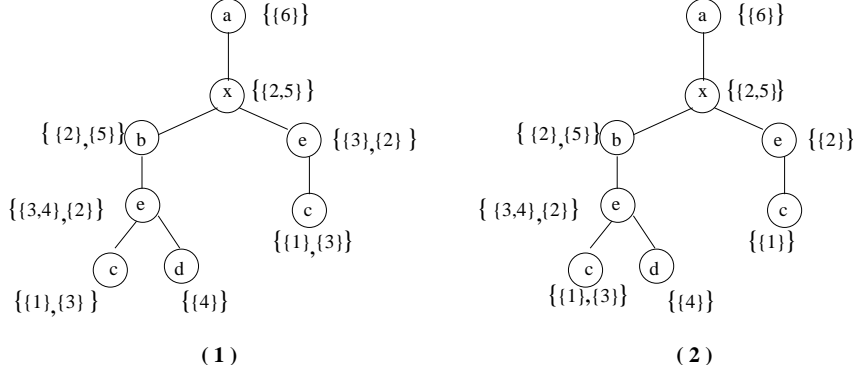 a {{6}} a {{6}}
x {{2,5}} x {{2,5}}
{{2},{5}} b e {{3},{2}} {{2},{5}} b e {{2}}
{{3,4},{2}} e c {{3,4},{2}} e c
{{1},{3}} {{1}}
c d c d
{{1},{3}} {{4}} {{1},{3}} {{4}}
(1) (2)